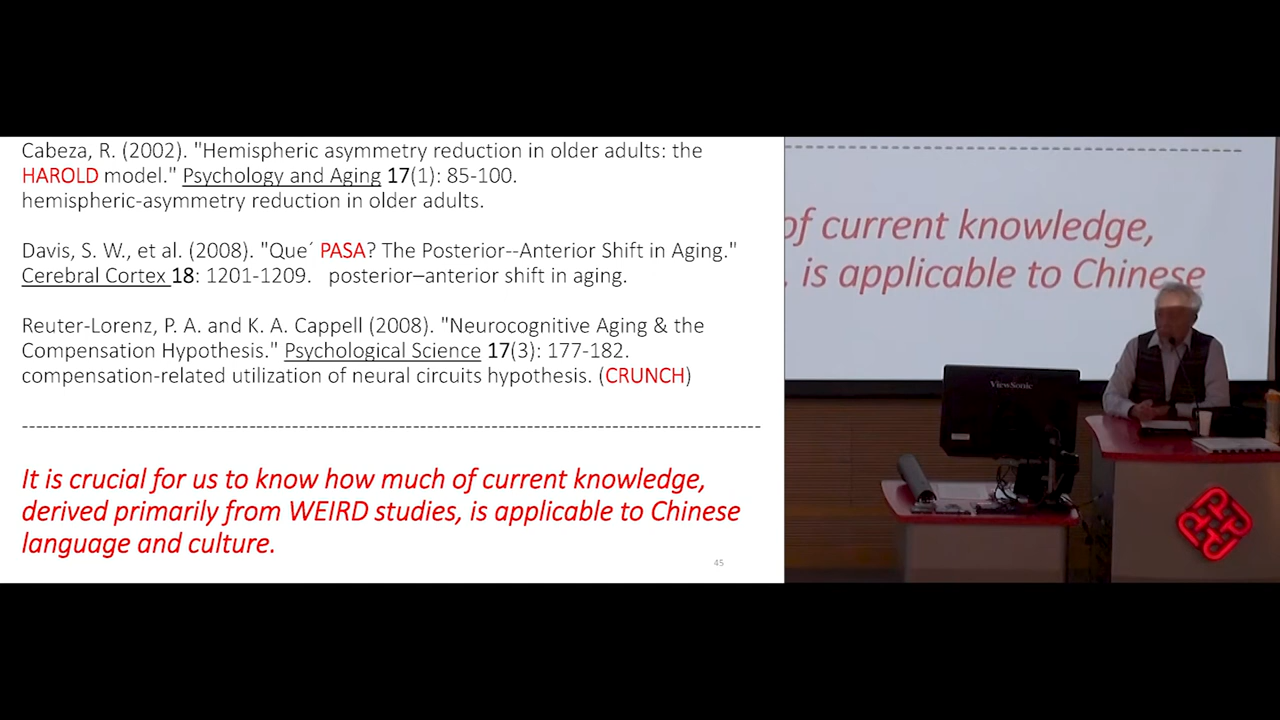 Cabeza, R. (2002). "Hemispheric asymmetry reduction in older adults: the
HAROLD model." Psychology and Aging 17(1): 85-100.
hemispheric-asymmetry reduction in older adults.
Davis, S. W., et al. (2008). "Que´ PASA? The Posterior--Anterior Shift in Aging."
Cerebral Cortex 18: 1201-1209.   posterior–anterior shift in aging.
Reuter-Lorenz, P. A. and K. A. Cappell (2008). "Neurocognitive Aging & the
Compensation Hypothesis." Psychological Science 17(3): 177-182.
compensation-related utilization of neural circuits hypothesis. (CRUNCH)
--------------------------------------------------------------------------------------------------------
It is crucial for us to know how much of current knowledge,
derived primarily from WEIRD studies, is applicable to Chinese
language and culture.
45
of current knowledge,
, is applicable to Chinese
ViewSonic